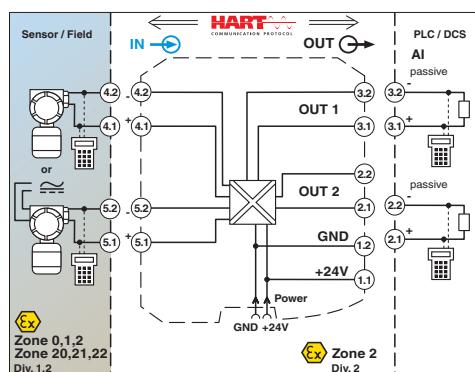 Sensor / Field
HART
COMMUNICATION PROTOCOL
IN
OUT
PLC / DCS
AI
passive
4.2
-
4.2
3.2
3.2
-
OUT 1
4.1
+
4.1
3.1
3.1
+
or
2.2
passive
OUT 2
5.2
-
5.2
2.1
2.2
-
GND
5.1
+
5.1
1.2
2.1
+
+24V
1.1
Power
GND +24V
Ex
Zone 0,1,2
Zone 20,21,22
Div. 1,2
Ex
Zone 2
Div. 2